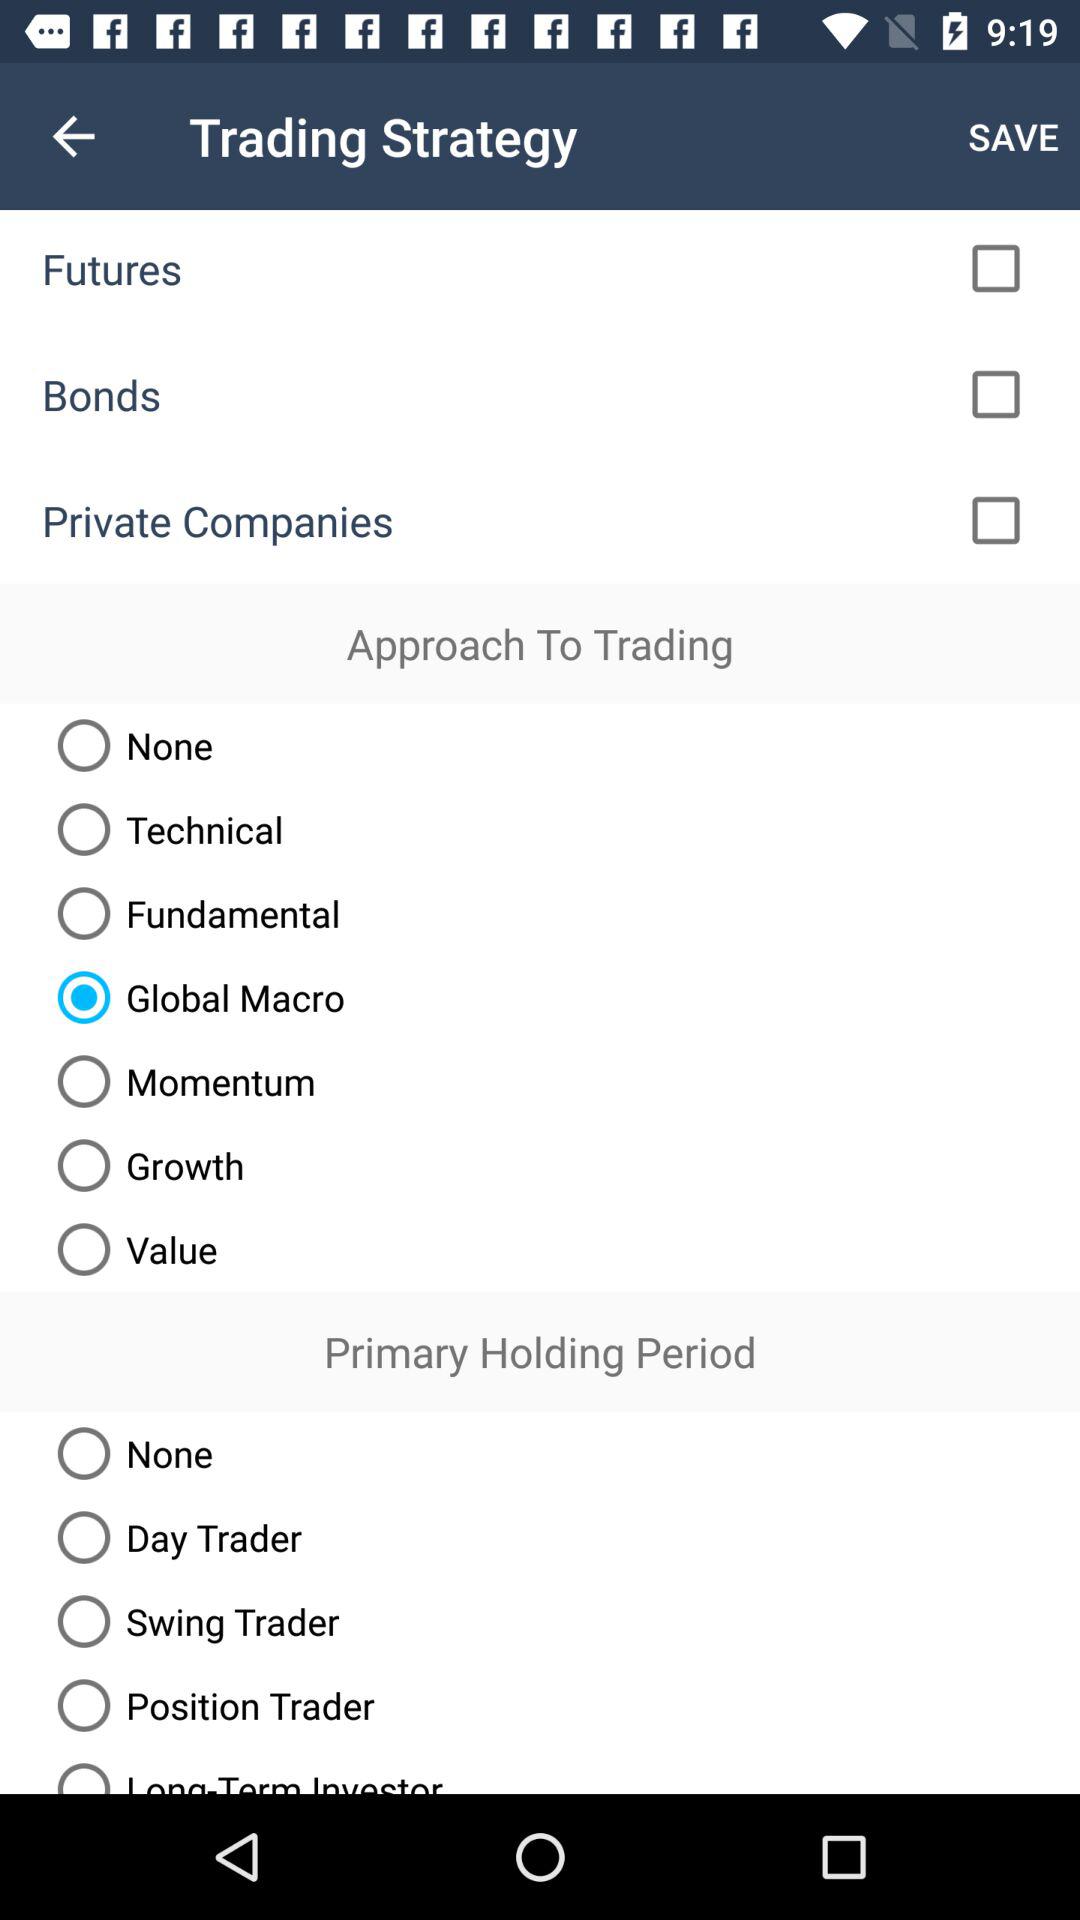 9:19
Trading Strategy
SAVE
Futures
Bonds
Private Companies
Approach To Trading
None
Technical
Fundamental
Global Macro
Momentum
Growth
Value
Primary Holding Period
None
Day Trader
Swing Trader
Position Trader
Long-Term Investor